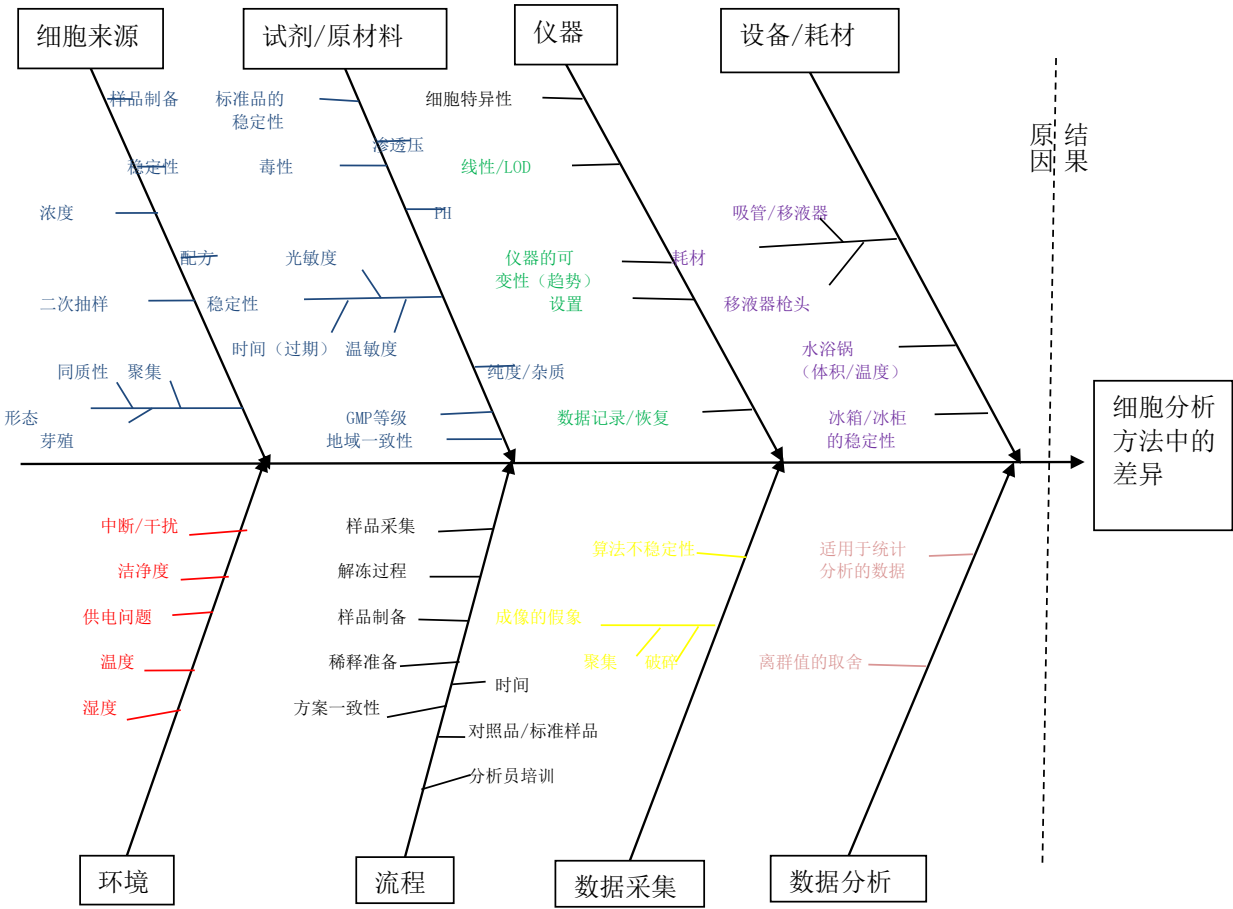 细胞来源
试剂/原材料
仪器
设备/耗材
样品制备
稳定性
浓度
配方
二次抽样
同质性
聚集
形态
芽殖
标准品的
稳定性
渗透压
毒性
PH
光敏度
稳定性
时间（过期）
温敏度
纯度/杂质
GMP等级
地域一致性
细胞特异性
线性/LOD
仪器的可
变性（趋势）
设置
数据记录/恢复
吸管/移液器
耗材
移液器枪头
水浴锅
（体积/温度）
冰箱/冰柜
的稳定性
原因
结果
细胞分析
方法中的
差异
中断/干扰
洁净度
供电问题
温度
湿度
样品采集
解冻过程
样品制备
稀释准备
时间
方案一致性
对照品/标准样品
分析员培训
算法不稳定性
成像的假象
聚集
破碎
适用于统计
分析的数据
离群值的取舍
环境
流程
数据采集
数据分析